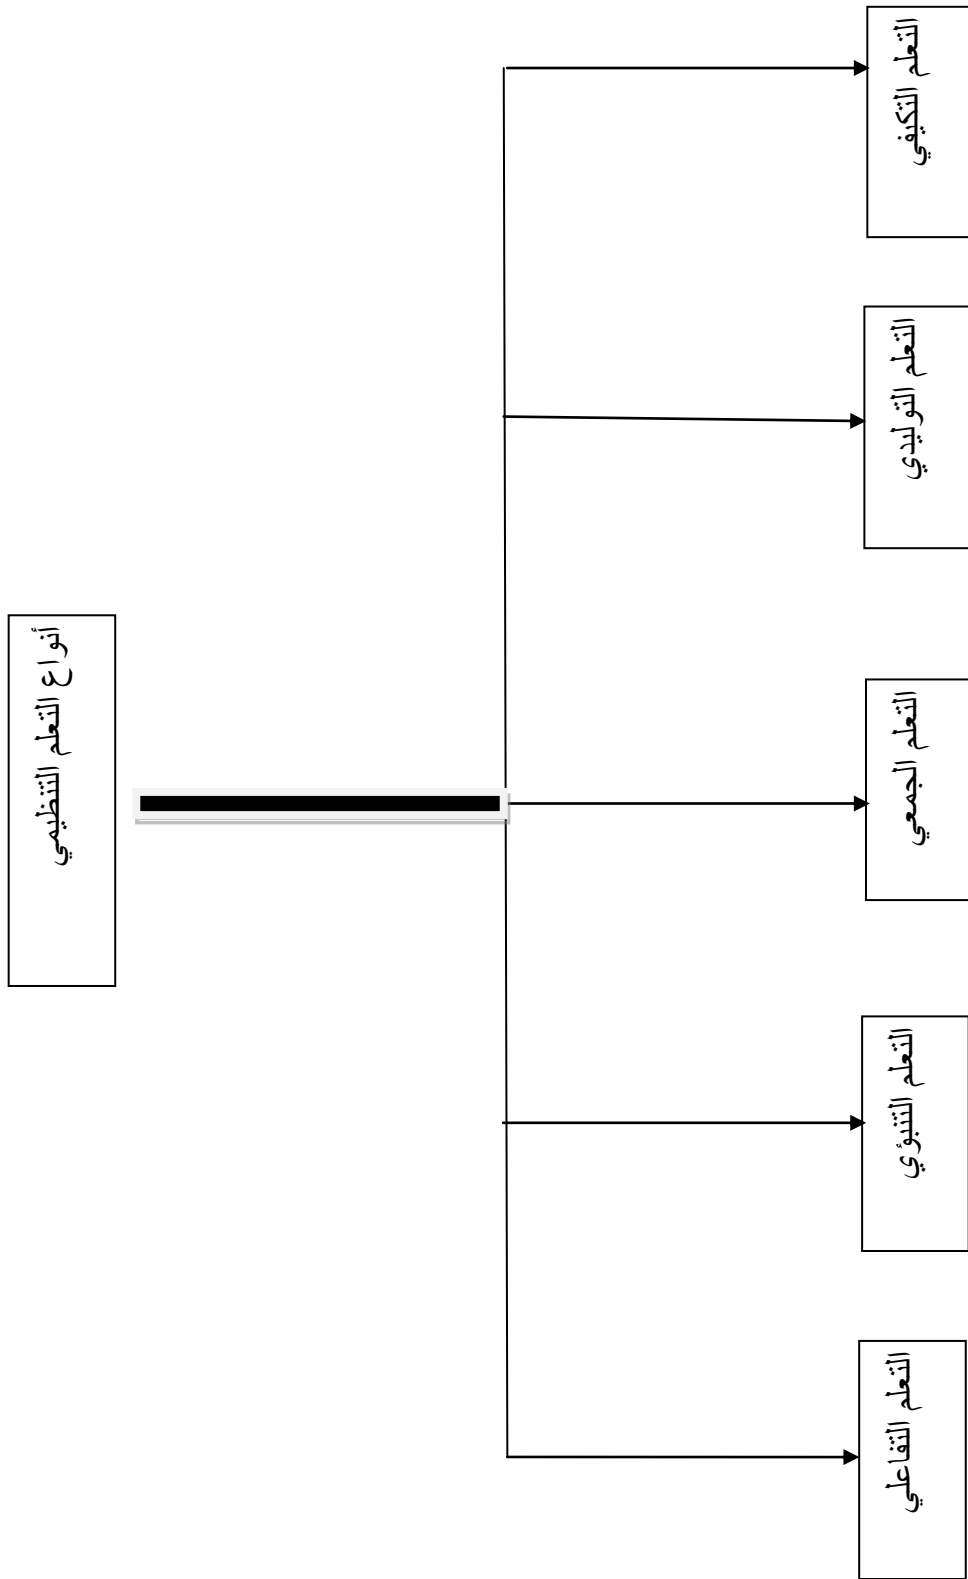 أنواع التعلم التنظيمي
التعلم التكيفي
التعلم التوليدي
التعلم الجمعي
التعلم التنبؤي
التعلم التفاعلي